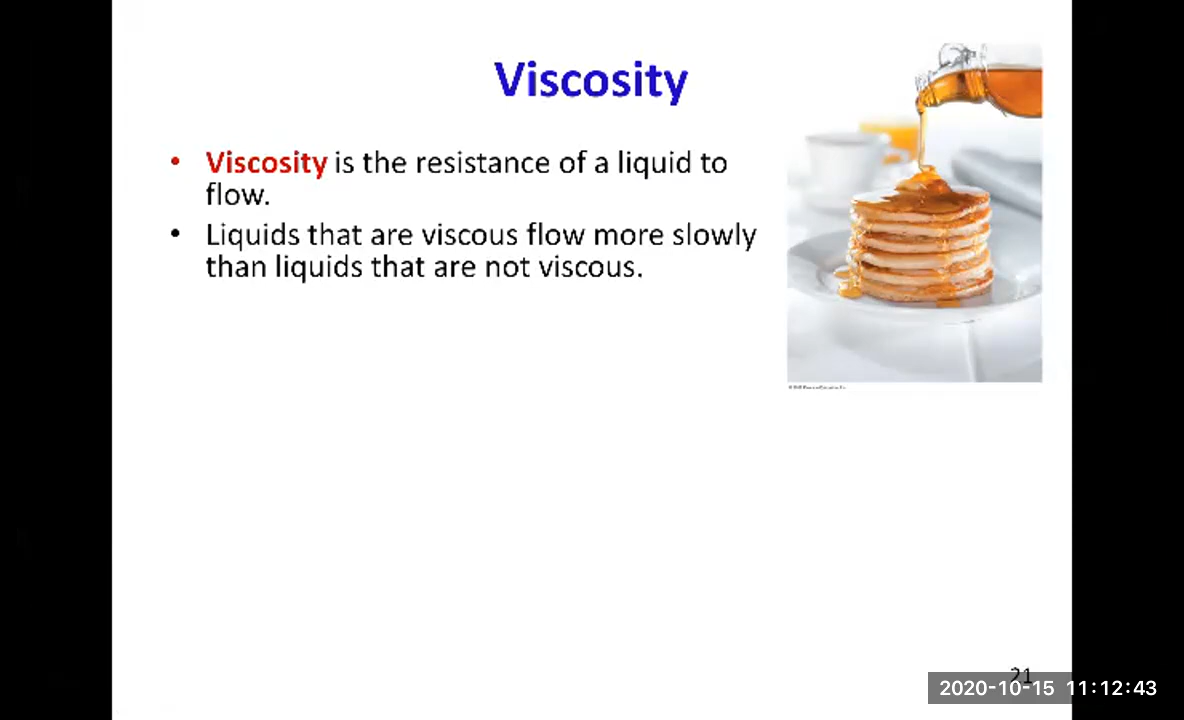 Viscosity
• Viscosity is the resistance of a liquid to
flow.
• Liquids that are viscous flow more slowly
than liquids that are not viscous.
21
2020-10-15 11:12:43